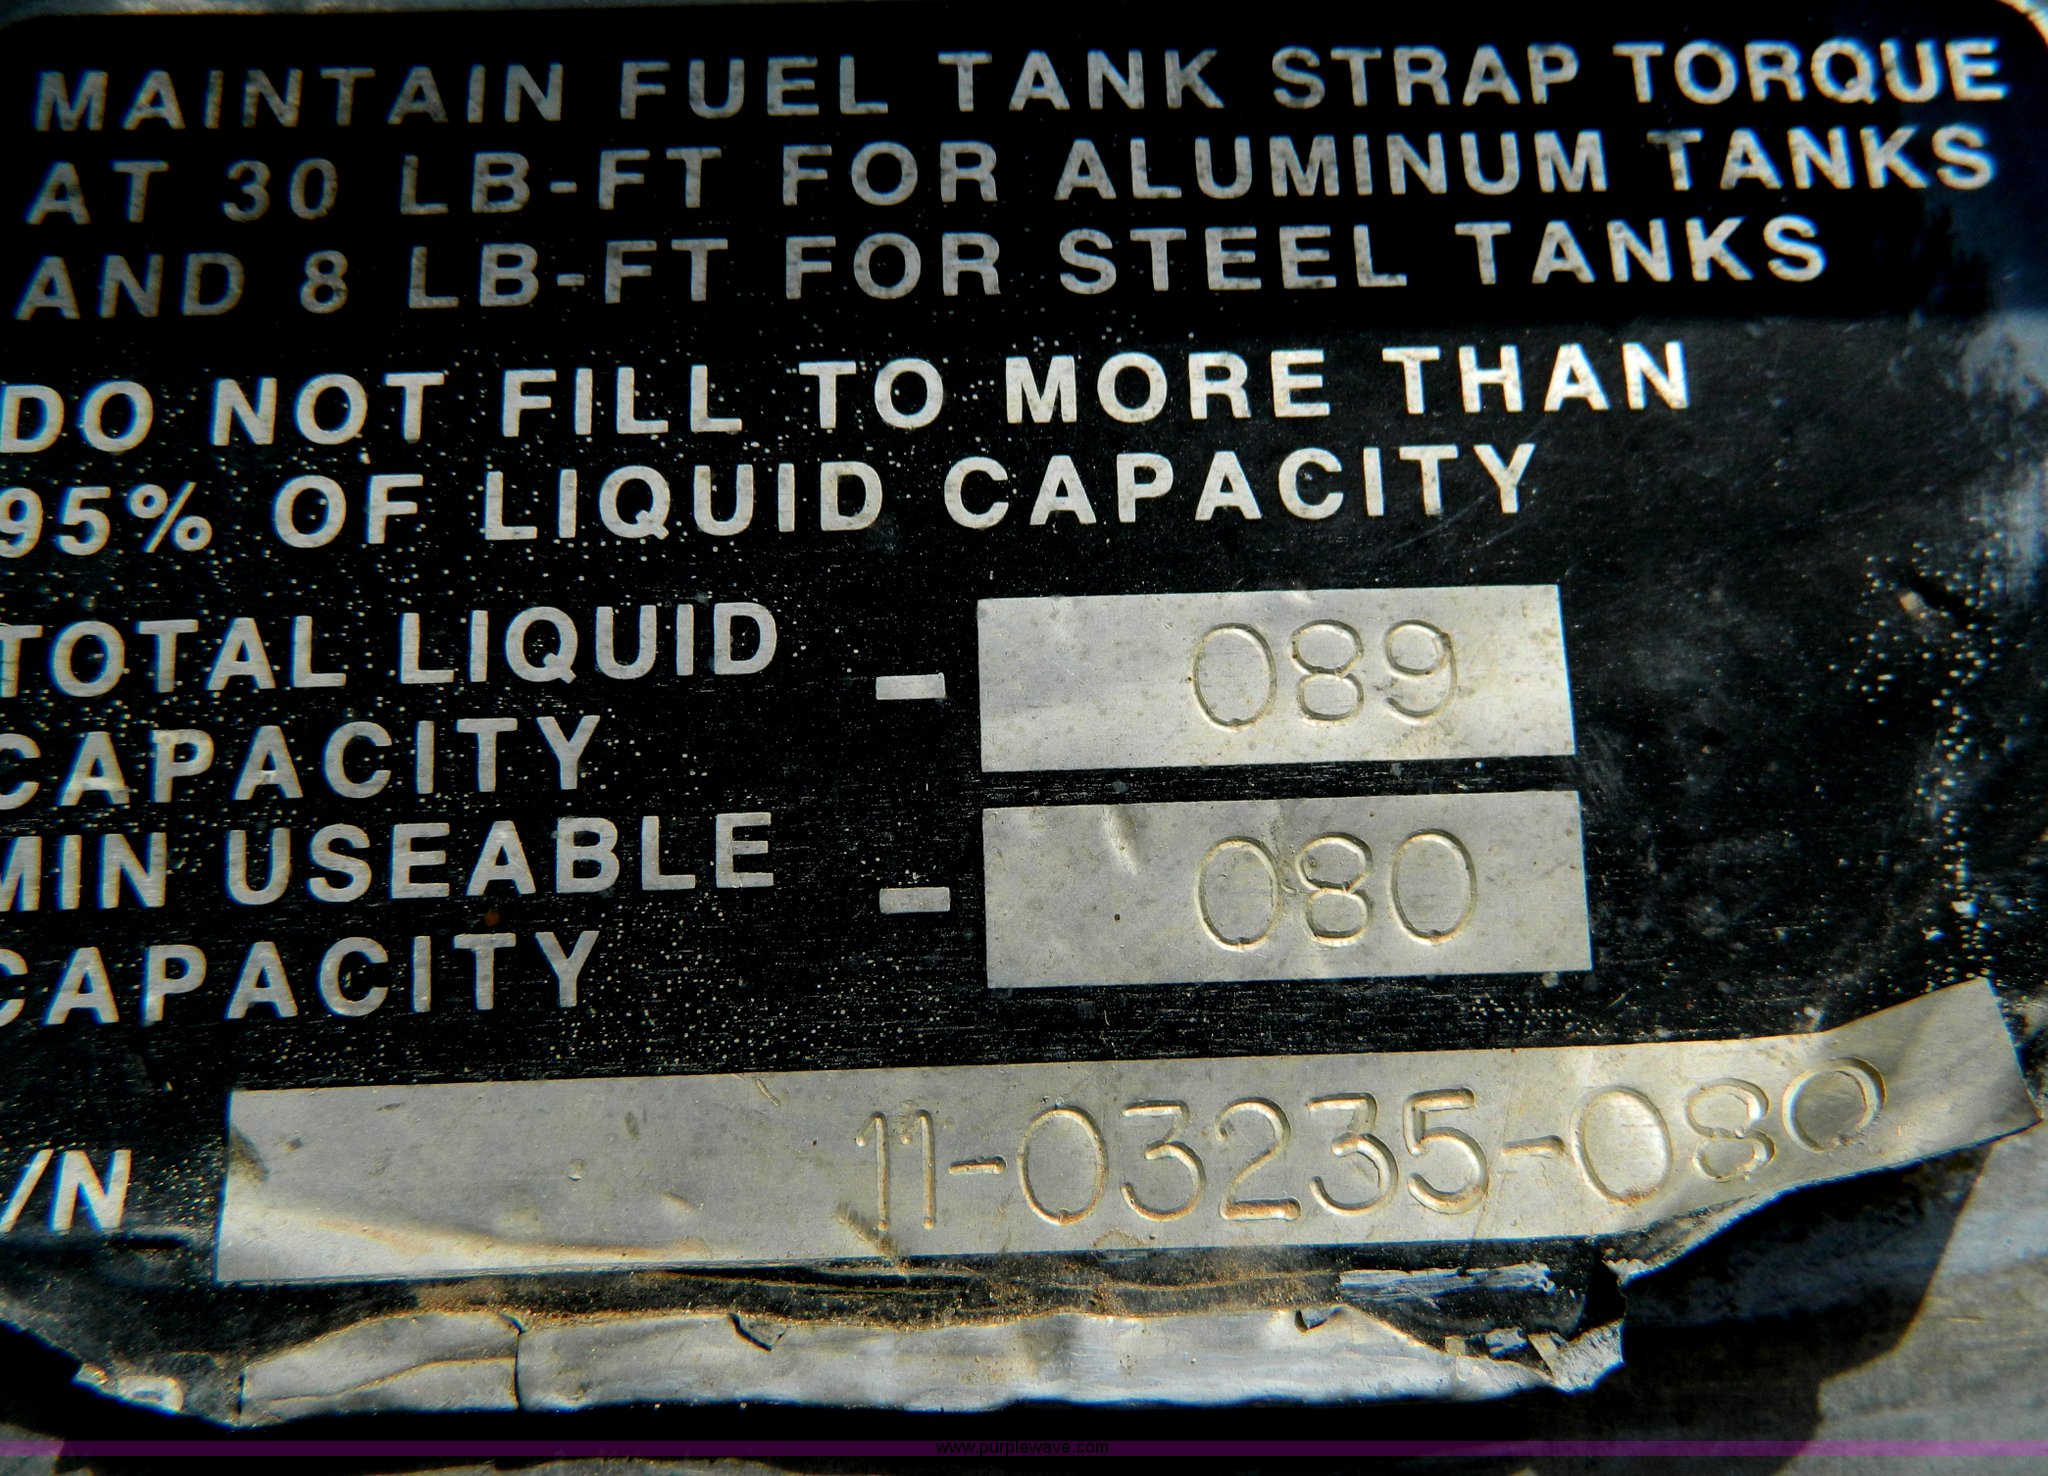 MAINTAIN FUEL TANK STRAP TORQUE
AT 30 LB-FT FOR ALUMINUM TANKS
AND 8 LB-FT FOR STEEL TANKS
DO NOT FILL TO MORE THAN
95% OF LIQUID CAPACITY
TOTAL LIQUID
CAPACITY - 089
MIN USEABLE
CAPACITY - 080
/N 11-03235-080
www.purplewave.com